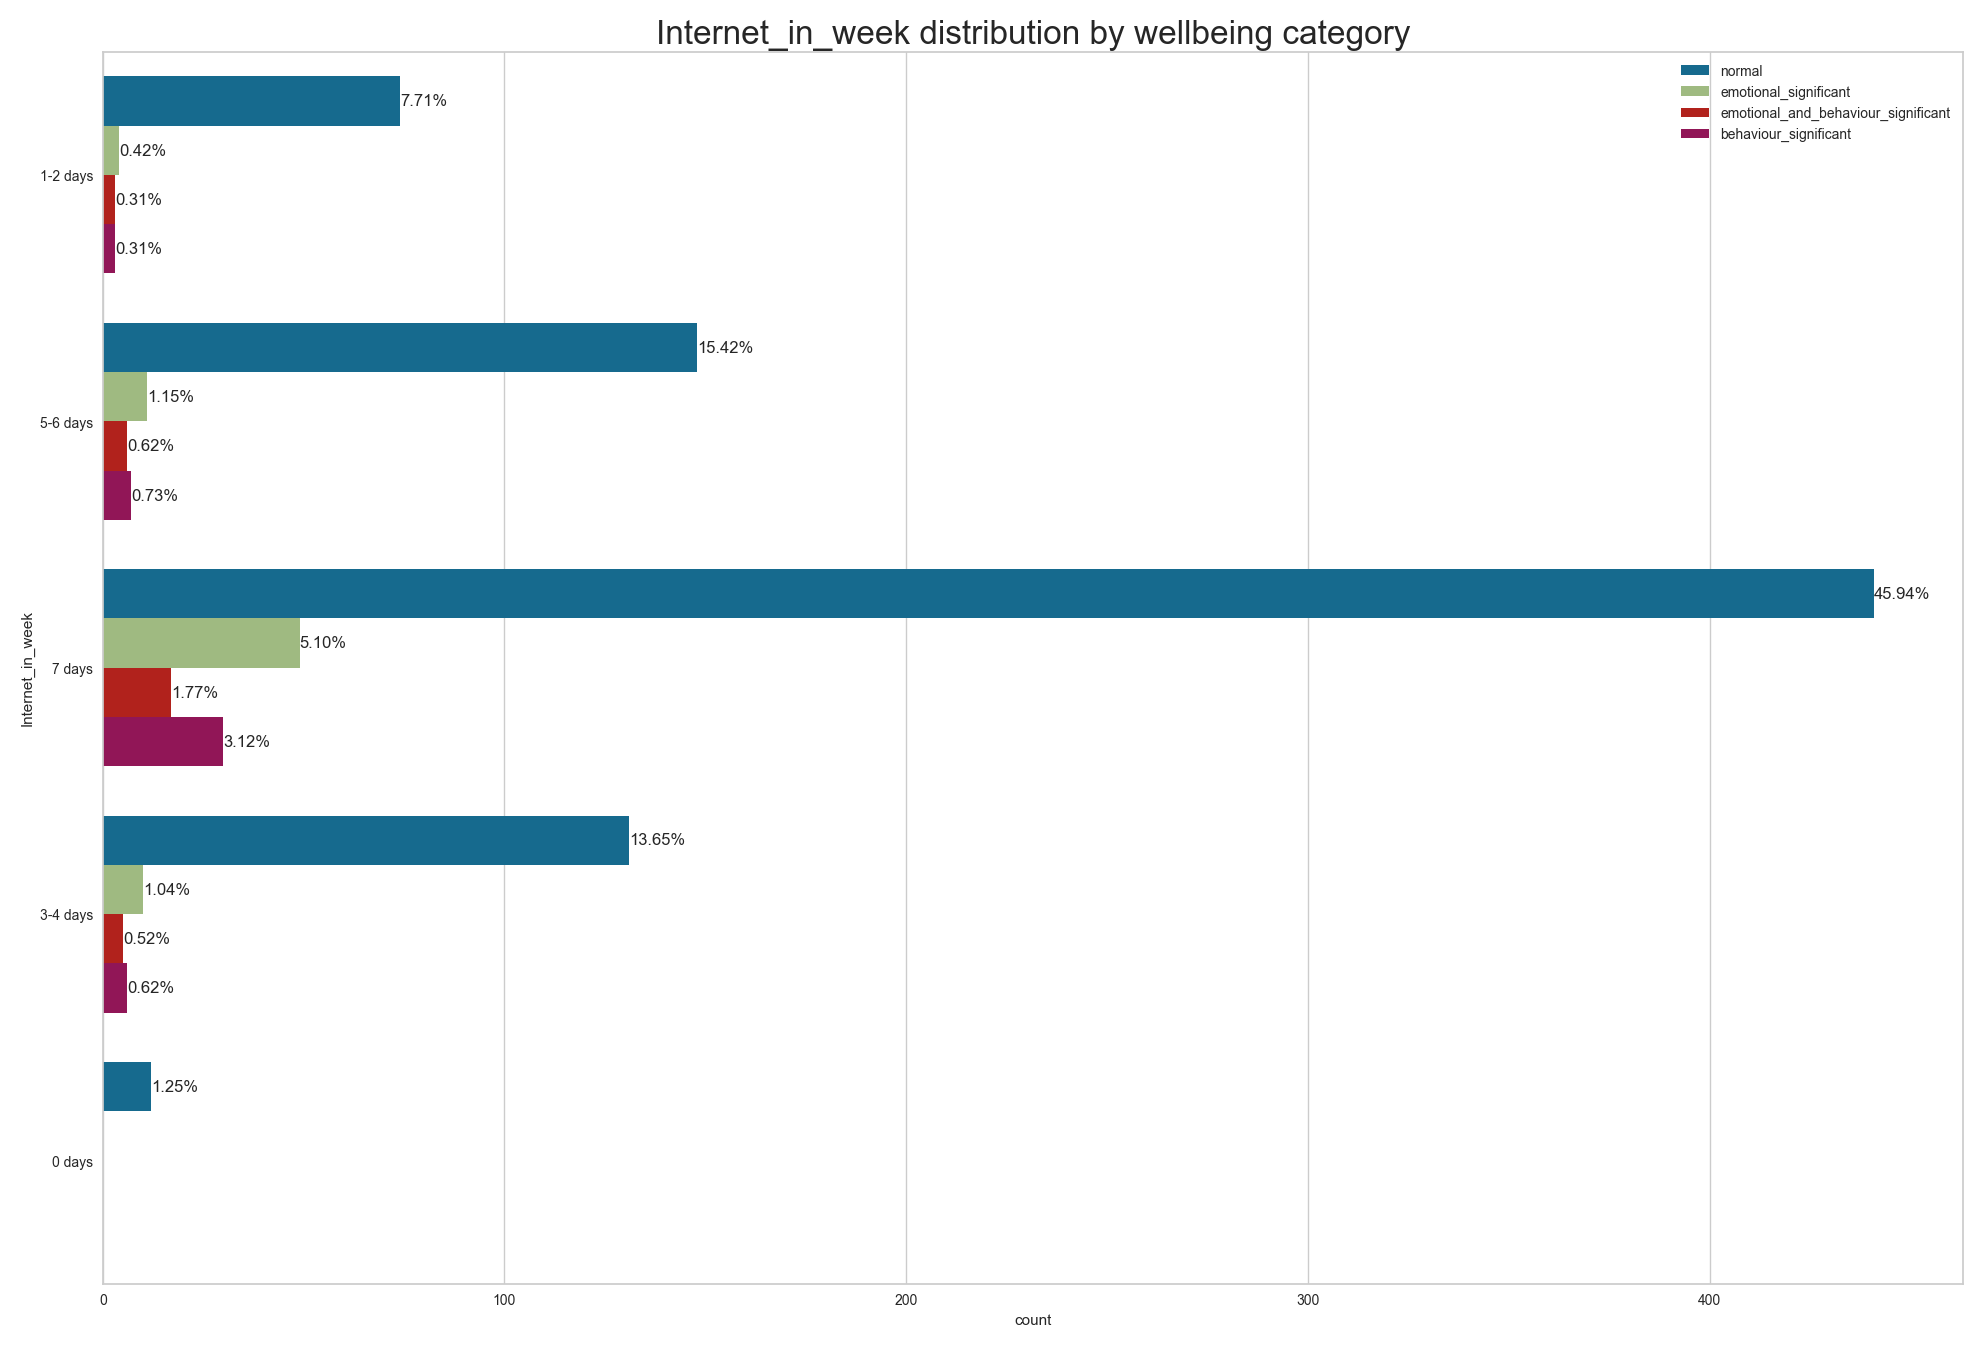 Internet_in_week distribution by wellbeing category
normal
emotional_significant
emotional_and_behaviour_significant
behaviour_significant
Internet_in_week
1-2 days
7.71%
0.42%
0.31%
0.31%
5-6 days
15.42%
1.15%
0.62%
0.73%
7 days
45.94%
5.10%
1.77%
3.12%
3-4 days
13.65%
1.04%
0.52%
0.62%
0 days
1.25%
0 100 200 300 400
count